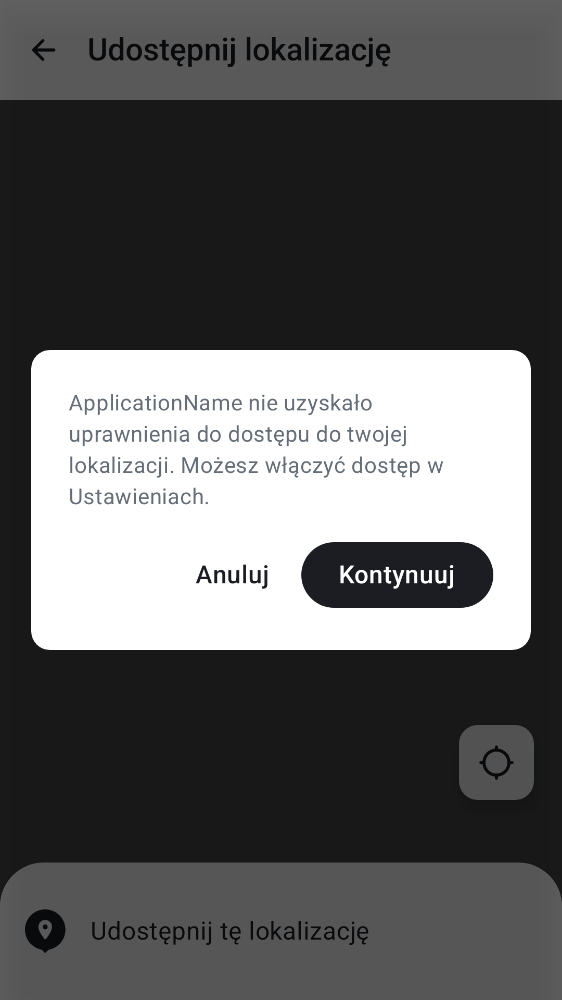 Udostępnij lokalizację
ApplicationName nie uzyskało
uprawnienia do dostępu do twojej
lokalizacji. Możesz włączyć dostęp w
Ustawieniach.
Anuluj
Kontynuuj
Udostępnij tę lokalizację